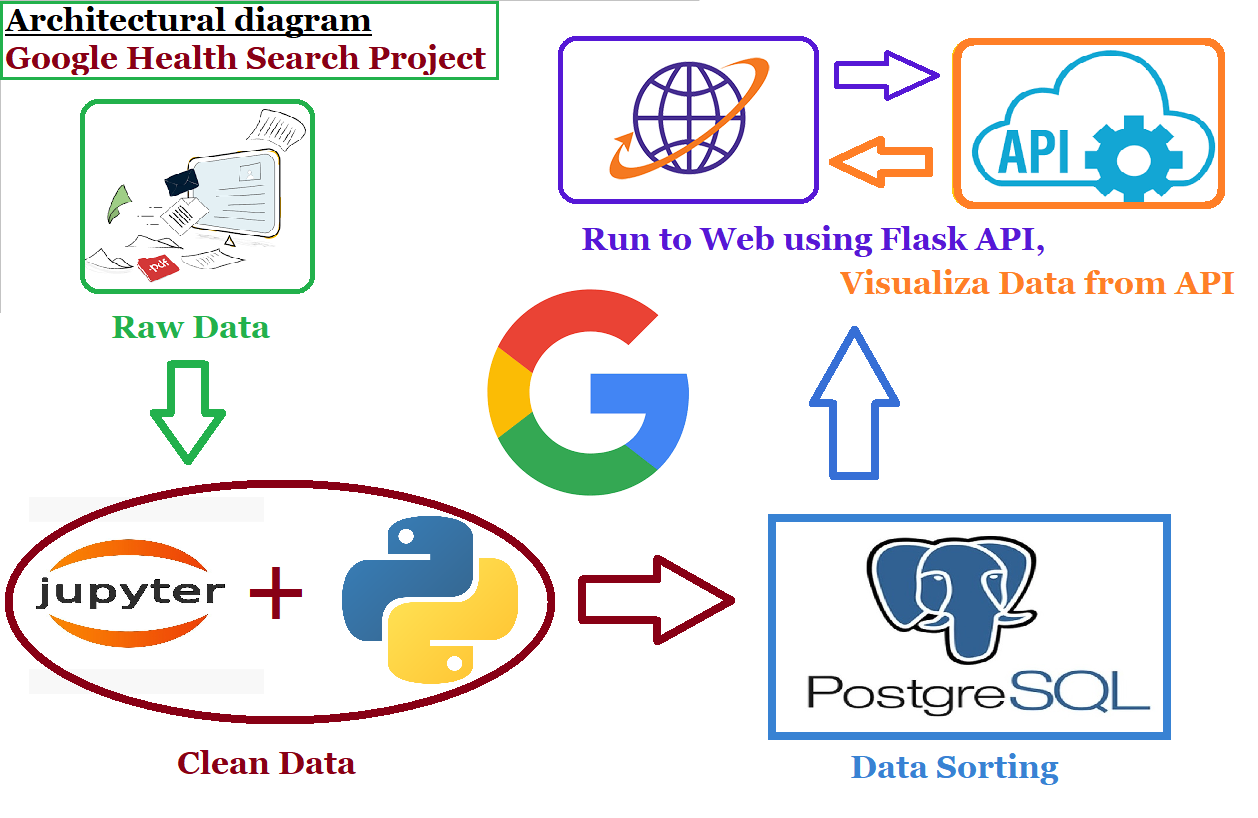 Architectural diagram
Google Health Search Project
.pdf
Raw Data
API
Run to Web using Flask API,
Visualiza Data from API
jupyter
+
Clean Data
PostgreSQL
Data Sorting